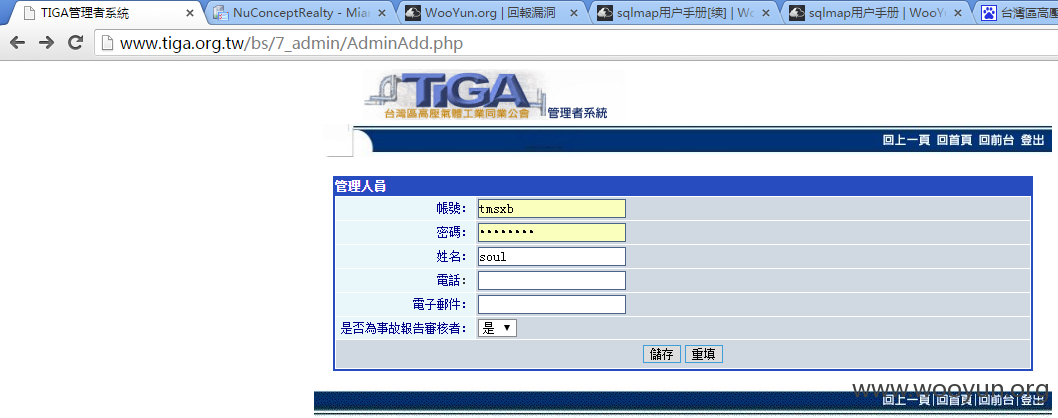 TIGA管理者系統
NuConceptRealty - Miar
WooYun.org | 回報漏洞
sqlmap用户手册[续] | Wo
sqlmap用户手册 | WooY
台灣區高壓
www.tiga.org.tw/bs/7_admin/AdminAdd.php
TIGA
台灣區高壓氣體工業同業公會 管理者系統
回上一頁 回首頁 回前台 登出
管理人員
帳號： tmsxb
密碼： ••••••••
姓名： soul
電話：
電子郵件：
是否為事故報告審核者： 是
儲存 重填
www.wooyun.org
回上一頁|回首頁|回前台|登出